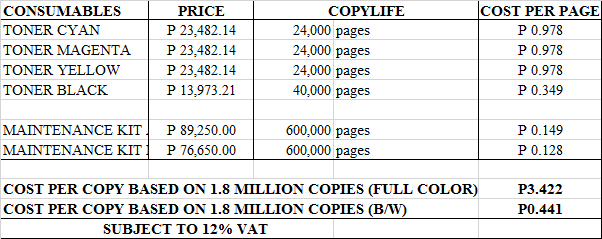 CONSUMABLES PRICE COPYLIFE COST PER PAGE
TONER CYAN P 23,482.14 24,000 pages P 0.978
TONER MAGENTA P 23,482.14 24,000 pages P 0.978
TONER YELLOW P 23,482.14 24,000 pages P 0.978
TONER BLACK P 13,973.21 40,000 pages P 0.349
MAINTENANCE KIT P 89,250.00 600,000 pages P 0.149
MAINTENANCE KIT P 76,650.00 600,000 pages P 0.128
COST PER COPY BASED ON 1.8 MILLION COPIES (FULL COLOR) P3.422
COST PER COPY BASED ON 1.8 MILLION COPIES (B/W) P0.441
SUBJECT TO 12% VAT